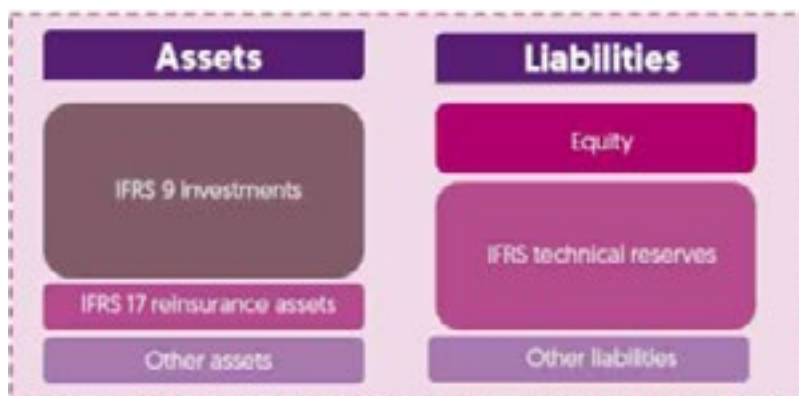 Assets
IFRS 9 Investments
IFRS 17 reinsurance assets
Other assets
Liabilities
Equity
IFRS technical reserves
Other liabilities